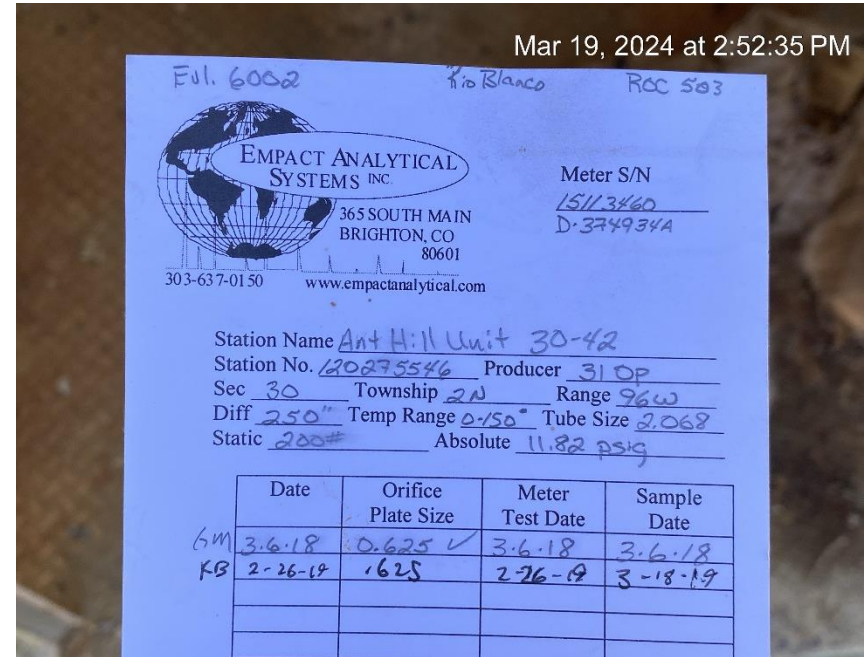 Mar 19, 2024 at 2:52:35 PM
Evl. 6002 Rio Blanco ROC 503
EMPACT ANALYTICAL
SYSTEMS INC.
365 SOUTH MAIN
BRIGHTON, CO
80601
303-637-0150 www.empactanalytical.com
Meter S/N
15113460
D-374934A
Station Name Ant Hill Unit 30-42
Station No. 120275546 Producer 31 Op
Sec 30 Township 2N Range 96W
Diff 250" Temp Range 0-150° Tube Size 2.068
Static 200# Absolute 11.82 psig
Date Orifice Plate Size Meter Test Date Sample Date
GM 3.6.18 0.625 ✓ 3.6.18 3.6.18
KB 2-26-19 .625 2-26-19 3-18-19